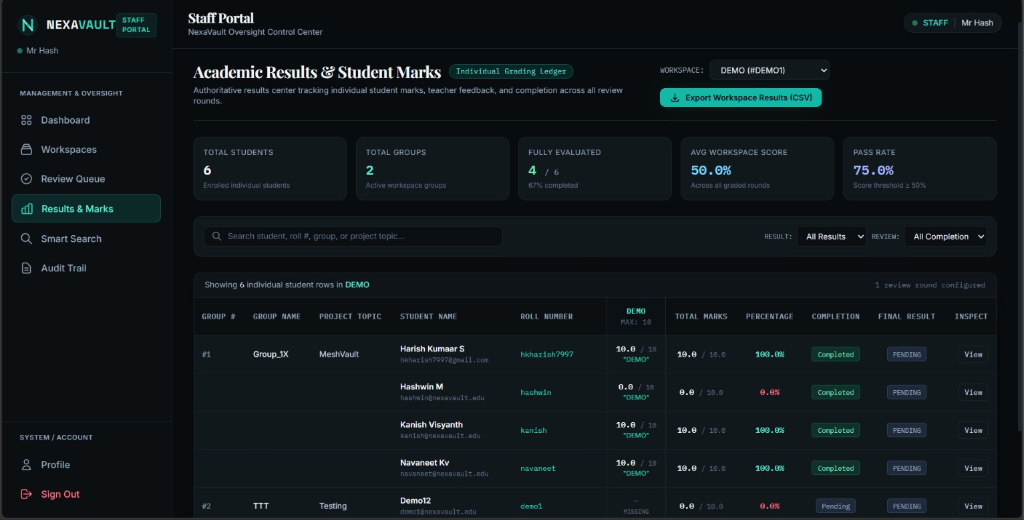 NEXAVAULT
STAFF PORTAL
Mr Hash
MANAGEMENT & OVERSIGHT
Dashboard
Workspaces
Review Queue
Results & Marks
Smart Search
Audit Trail
SYSTEM / ACCOUNT
Profile
Sign Out
Staff Portal
NexaVault Oversight Control Center
STAFF | Mr Hash
Academic Results & Student Marks
Individual Grading Ledger
Authoritative results center tracking individual student marks, teacher feedback, and completion across all review
rounds.
WORKSPACE: DEMO (#DEMO1)
Export Workspace Results (CSV)
TOTAL STUDENTS
6
Enrolled individual students
TOTAL GROUPS
2
Active workspace groups
FULLY EVALUATED
4 / 6
67% completed
AVG WORKSPACE SCORE
50.0%
Across all graded rounds
PASS RATE
75.0%
Score threshold ≥ 50%
Search student, roll #, group, or project topic...
RESULT: All Results REVIEW: All Completion
Showing 6 individual student rows in DEMO
1 review round configured
GROUP # GROUP NAME PROJECT TOPIC STUDENT NAME ROLL NUMBER DEMO MAX: 10 TOTAL MARKS PERCENTAGE COMPLETION FINAL RESULT INSPECT
#1 Group_1X MeshVault Harish Kumaar S hkharish7997 10.0 / 10 10.0 / 10.0 100.0% Completed PENDING View
hkharish7997@gmail.com "DEMO"
Hashwin M hashwin 0.0 / 10 0.0 / 10.0 0.0% Completed PENDING View
hashwin@nexavault.edu "DEMO"
Kanish Visyanth kanish 10.0 / 10 10.0 / 10.0 100.0% Completed PENDING View
kanish@nexavault.edu "DEMO"
Navaneet Kv navaneet 10.0 / 10 10.0 / 10.0 100.0% Completed PENDING View
navaneet@nexavault.edu "DEMO"
#2 TTT Testing Demo12 demo1 — 0.0 / 10.0 0.0% Pending PENDING View
demo1@nexavault.edu MISSING